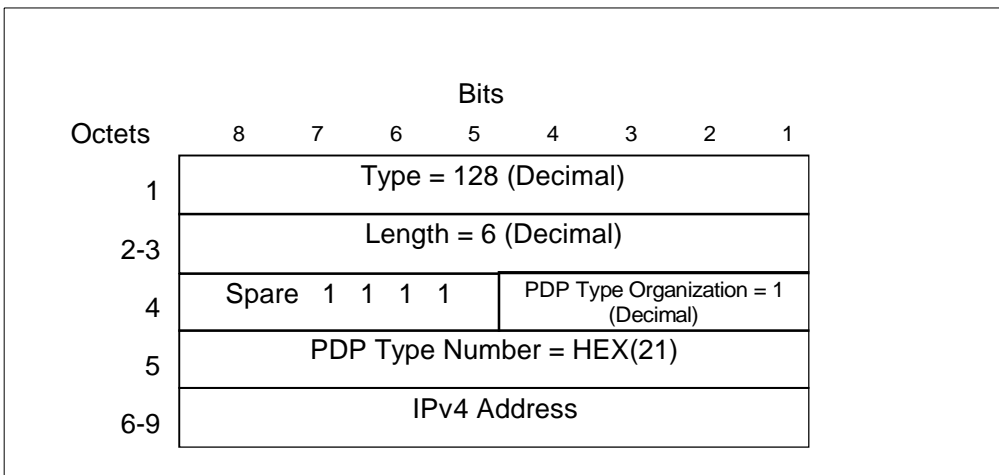 Bits
Octets 8 7 6 5 4 3 2 1
1 Type = 128 (Decimal)
2-3 Length = 6 (Decimal)
4 Spare 1 1 1 1 PDP Type Organization = 1
(Decimal)
5 PDP Type Number = HEX(21)
6-9 IPv4 Address